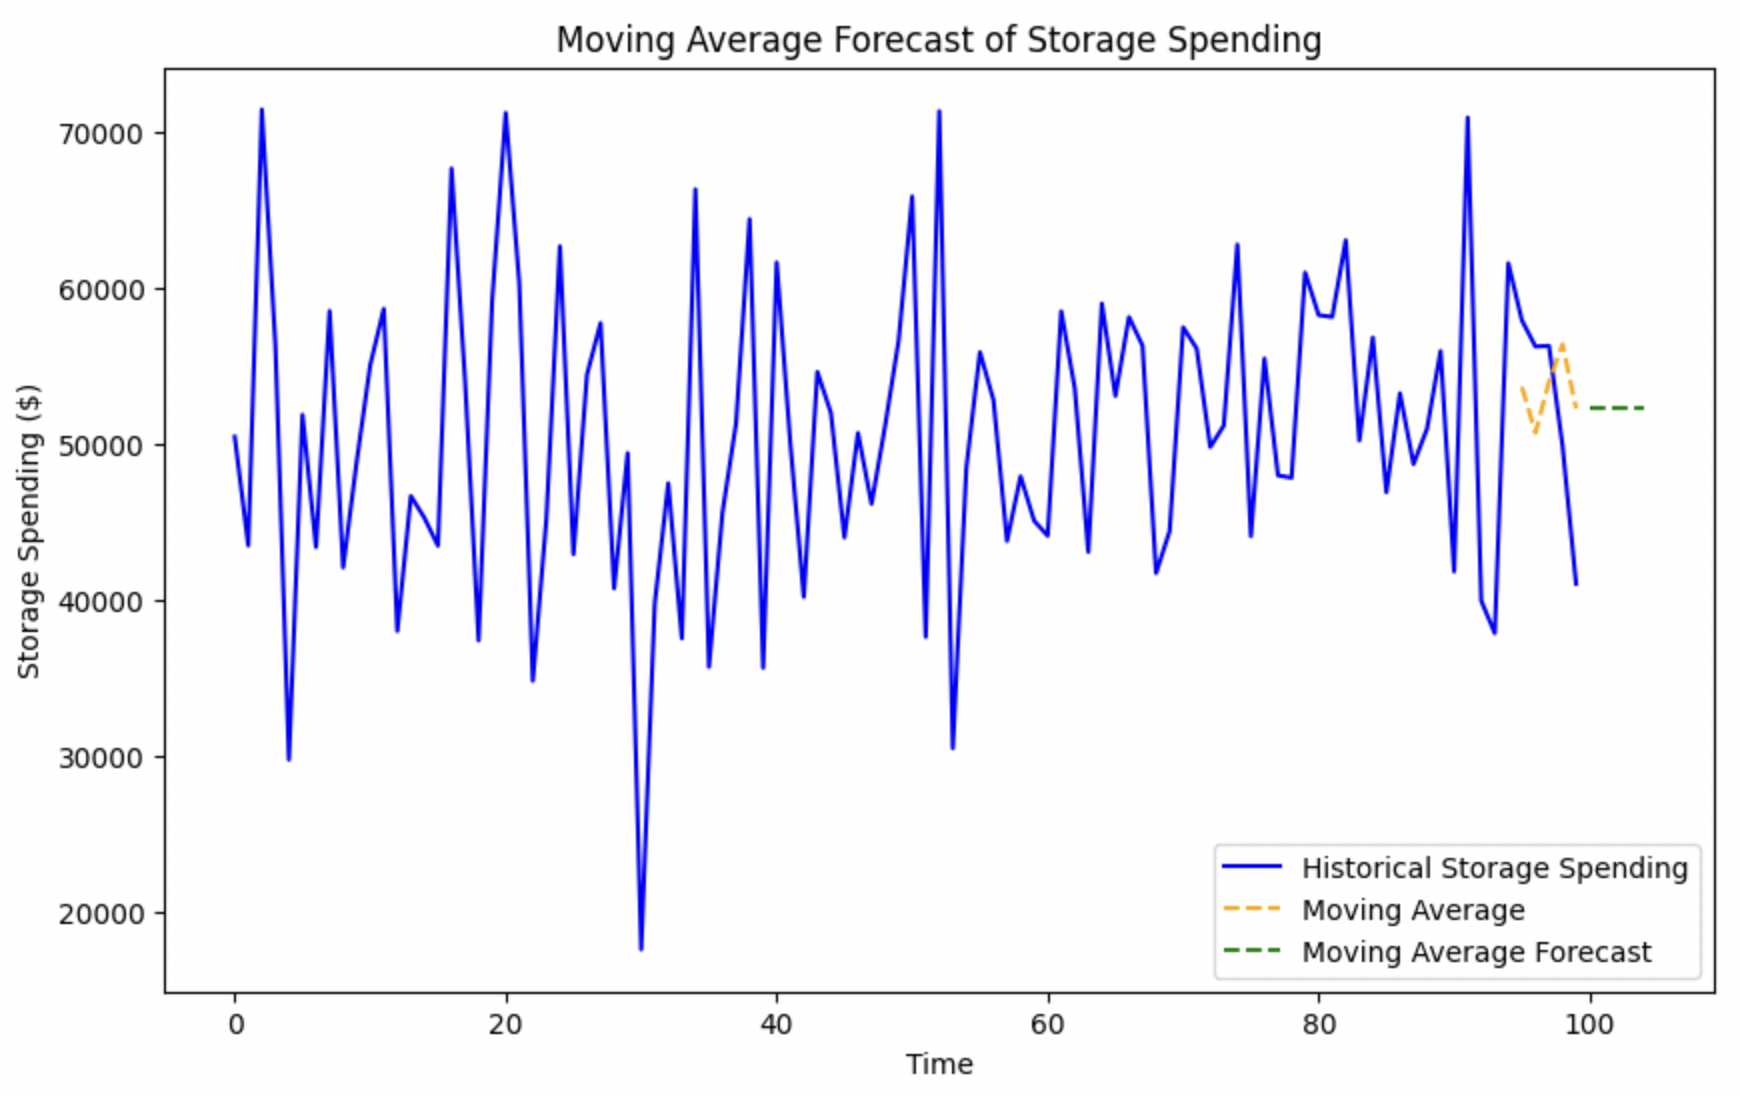 Moving Average Forecast of Storage Spending
Storage Spending ($)
70000
60000
50000
40000
30000
20000
Historical Storage Spending
Moving Average
Moving Average Forecast
0 20 40 60 80 100
Time